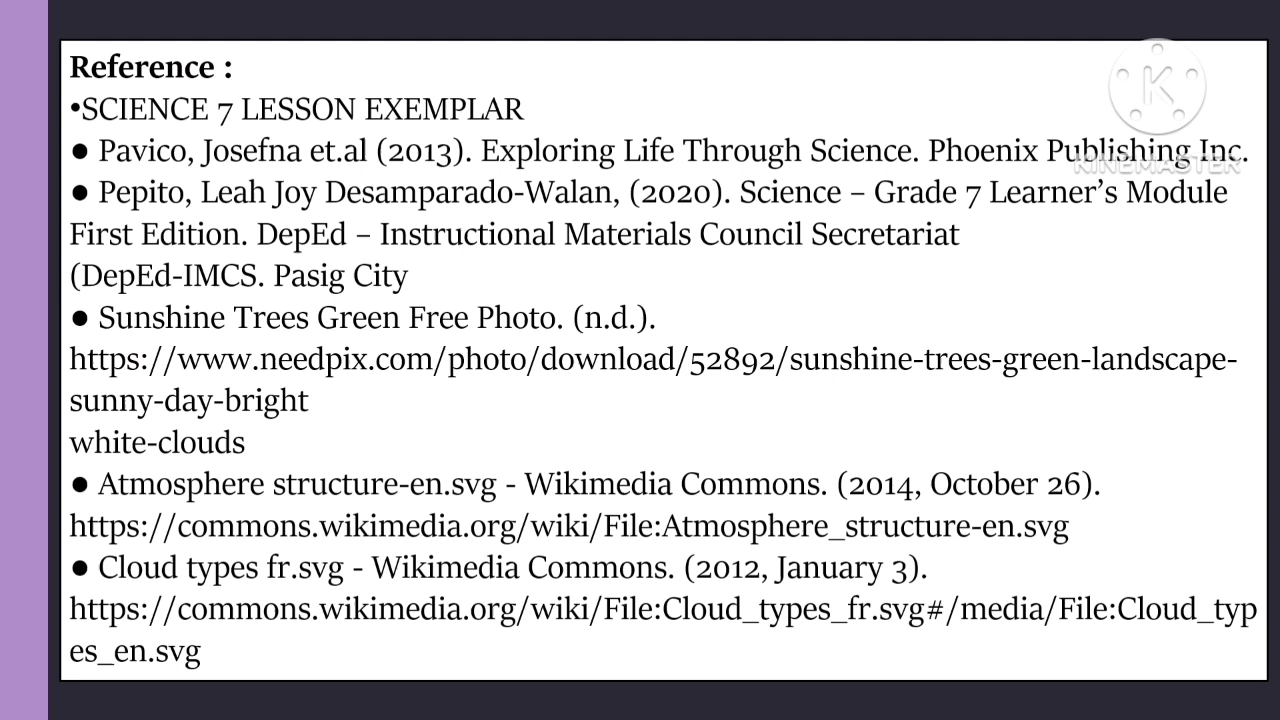 Reference :
•SCIENCE 7 LESSON EXEMPLAR
● Pavico, Josefna et.al (2013). Exploring Life Through Science. Phoenix Publishing Inc.
● Pepito, Leah Joy Desamparado-Walan, (2020). Science – Grade 7 Learner’s Module
First Edition. DepEd – Instructional Materials Council Secretariat
(DepEd-IMCS. Pasig City
● Sunshine Trees Green Free Photo. (n.d.).
https://www.needpix.com/photo/download/52892/sunshine-trees-green-landscape-
sunny-day-bright
white-clouds
● Atmosphere structure-en.svg - Wikimedia Commons. (2014, October 26).
https://commons.wikimedia.org/wiki/File:Atmosphere_structure-en.svg
● Cloud types fr.svg - Wikimedia Commons. (2012, January 3).
https://commons.wikimedia.org/wiki/File:Cloud_types_fr.svg#/media/File:Cloud_typ
es_en.svg
K
KINEMASTER